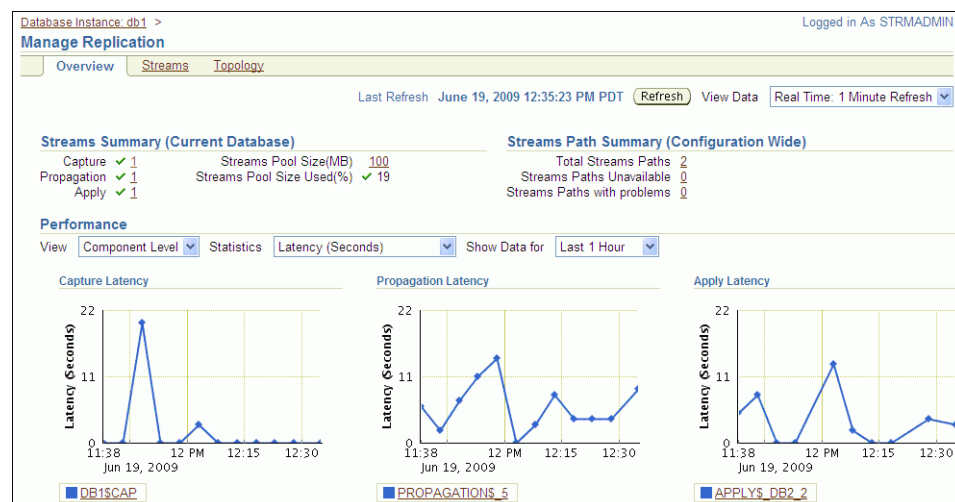 Database Instance: db1 >
Logged in As STRMADMIN
Manage Replication
Overview Streams Topology
Last Refresh June 19, 2009 12:35:23 PM PDT Refresh View Data Real Time: 1 Minute Refresh
Streams Summary (Current Database)
Capture 1 Streams Pool Size(MB) 100
Propagation 1 Streams Pool Size Used(%) 19
Apply 1
Streams Path Summary (Configuration Wide)
Total Streams Paths 2
Streams Paths Unavailable 0
Streams Paths with problems 0
Performance
View Component Level Statistics Latency (Seconds) Show Data for Last 1 Hour
Capture Latency
22
11
0
Latency (Seconds)
11:38 12 PM 12:15 12:30
Jun 19, 2009
DB1$CAP
Propagation Latency
22
11
0
Latency (Seconds)
11:38 12 PM 12:15 12:30
Jun 19, 2009
PROPAGATION$_5
Apply Latency
22
11
0
Latency (Seconds)
11:38 12 PM 12:15 12:30
Jun 19, 2009
APPLY$_DB2_2